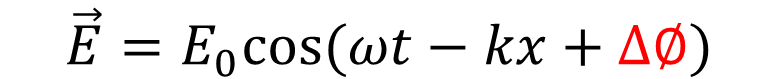 E⃗ = E₀cos(ωt − kx + Δ∅)